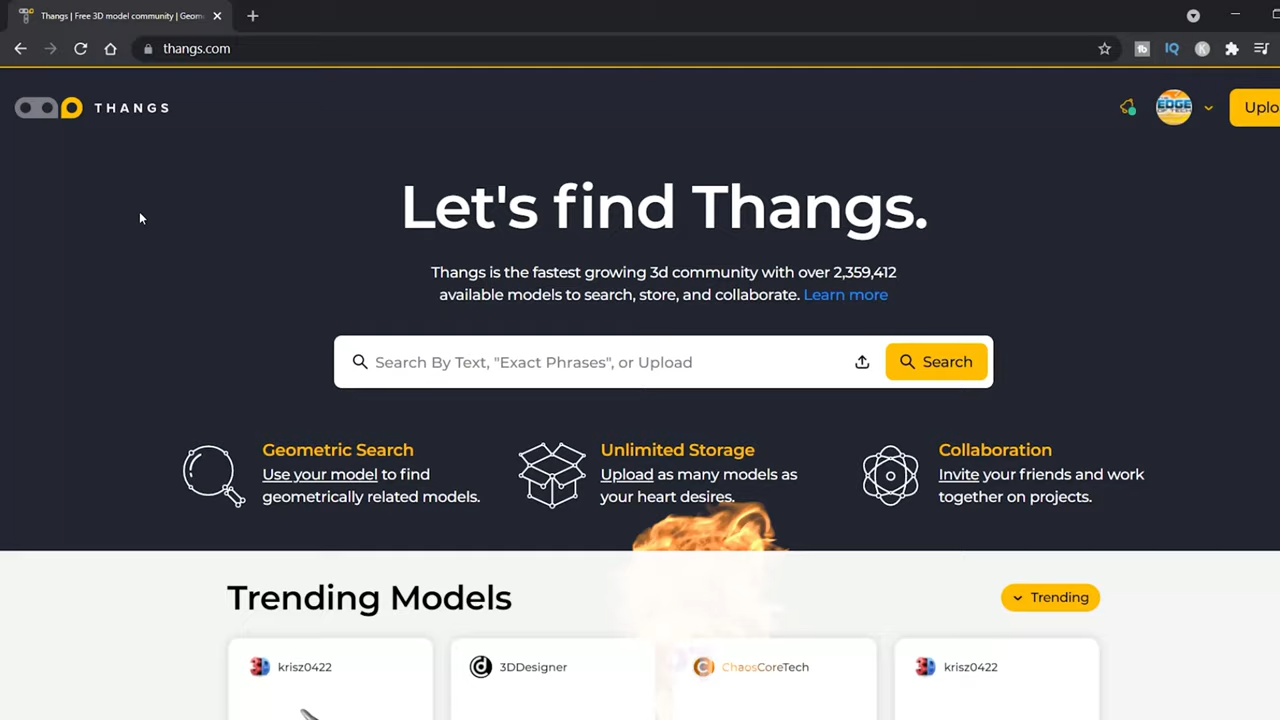 Thangs | Free 3D model community | Geom
thangs.com
THANGS
EDGE
Uplo
Let's find Thangs.
Thangs is the fastest growing 3d community with over 2,359,412
available models to search, store, and collaborate. Learn more
Search By Text, "Exact Phrases", or Upload
Search
Geometric Search
Use your model to find
geometrically related models.
Unlimited Storage
Upload as many models as
your heart desires.
Collaboration
Invite your friends and work
together on projects.
Trending Models
Trending
krisz0422
3DDesigner
ChaosCoreTech
krisz0422